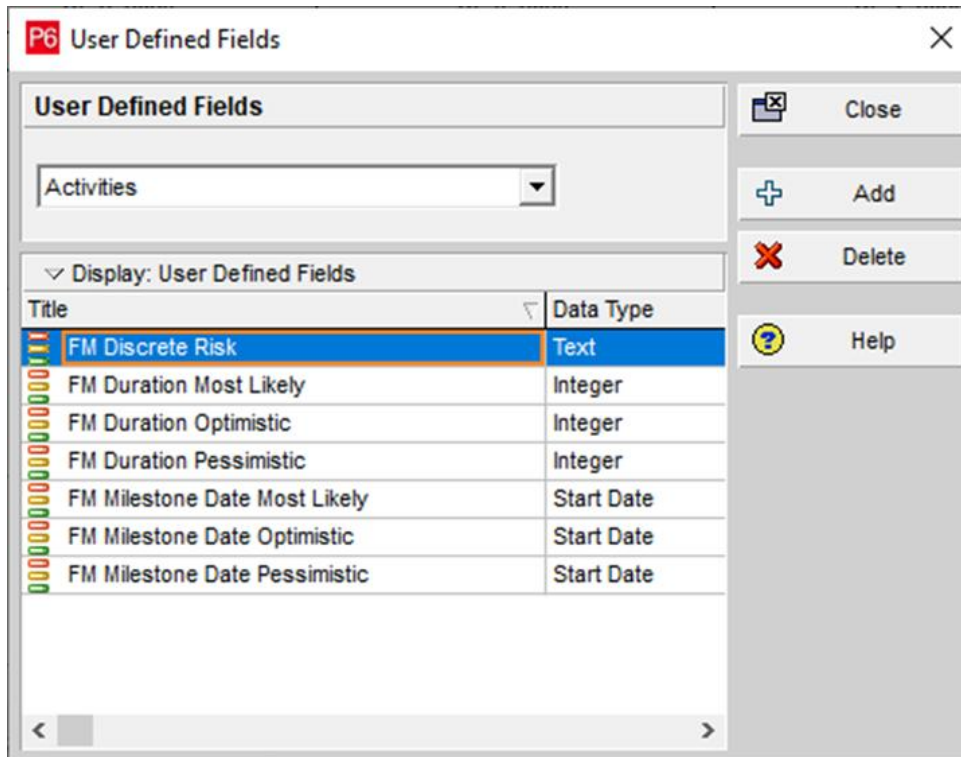 P6 User Defined Fields
User Defined Fields
Close
Activities
Add
Display: User Defined Fields
Delete
Title Data Type
FM Discrete Risk Text
Help
FM Duration Most Likely Integer
FM Duration Optimistic Integer
FM Duration Pessimistic Integer
FM Milestone Date Most Likely Start Date
FM Milestone Date Optimistic Start Date
FM Milestone Date Pessimistic Start Date